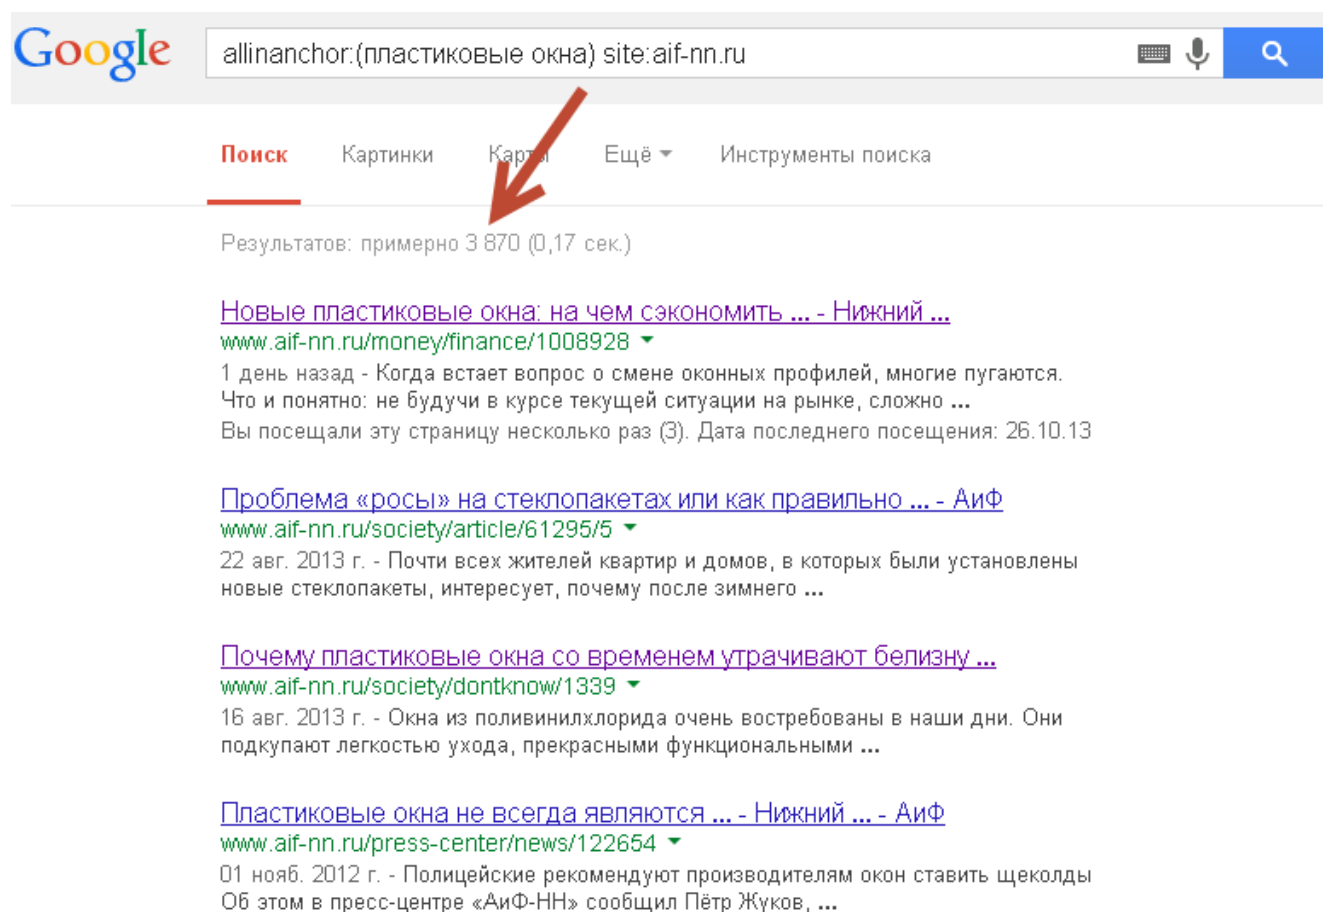 Google
allinanchor:(пластиковые окна) site:aif-nn.ru
Поиск Картинки Карты Ещё Инструменты поиска
Результатов: примерно 3 870 (0,17 сек.)
Новые пластиковые окна: на чем сэкономить ... - Нижний ...
www.aif-nn.ru/money/finance/1008928
1 день назад - Когда встает вопрос о смене оконных профилей, многие пугаются.
Что и понятно: не будучи в курсе текущей ситуации на рынке, сложно ...
Вы посещали эту страницу несколько раз (3). Дата последнего посещения: 26.10.13
Проблема «росы» на стеклопакетах или как правильно ... - АиФ
www.aif-nn.ru/society/article/61295/5
22 авг. 2013 г. - Почти всех жителей квартир и домов, в которых были установлены
новые стеклопакеты, интересует, почему после зимнего ...
Почему пластиковые окна со временем утрачивают белизну ...
www.aif-nn.ru/society/dontknow/1339
16 авг. 2013 г. - Окна из поливинилхлорида очень востребованы в наши дни. Они
подкупают легкостью ухода, прекрасными функциональными ...
Пластиковые окна не всегда являются ... - Нижний ... - АиФ
www.aif-nn.ru/press-center/news/122654
01 нояб. 2012 г. - Полицейские рекомендуют производителям окон ставить щеколды
Об этом в пресс-центре «АиФ-НН» сообщил Пётр Жуков, ...